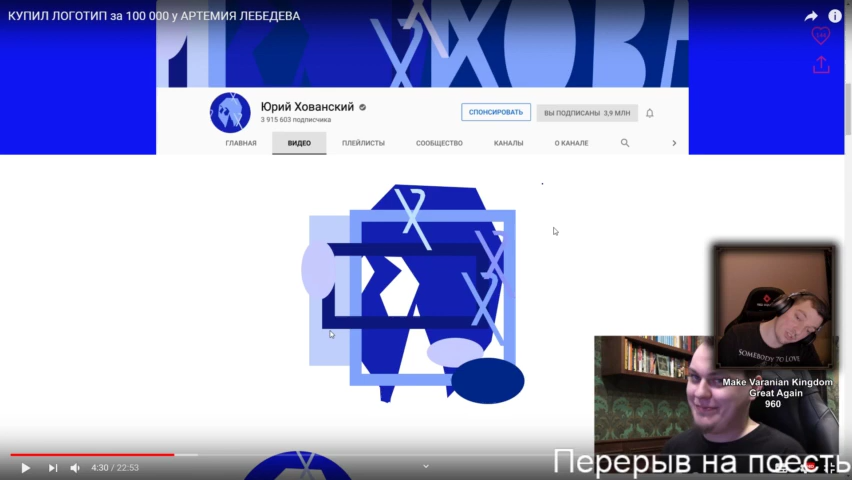 КУПИЛ ЛОГОТИП за 100 000 у АРТЕМИЯ ЛЕБЕДЕВА
ХОВА
Юрий Хованский
3 915 603 подписчика
СПОНСИРОВАТЬ
ВЫ ПОДПИСАНЫ 3,9 МЛН
ГЛАВНАЯ ВИДЕО ПЛЕЙЛИСТЫ СООБЩЕСТВО КАНАЛЫ О КАНАЛЕ
SOMEBODY TO LOVE
Make Varanian Kingdom
Great Again
960
4:30 / 22:53
Перерыв на поесть